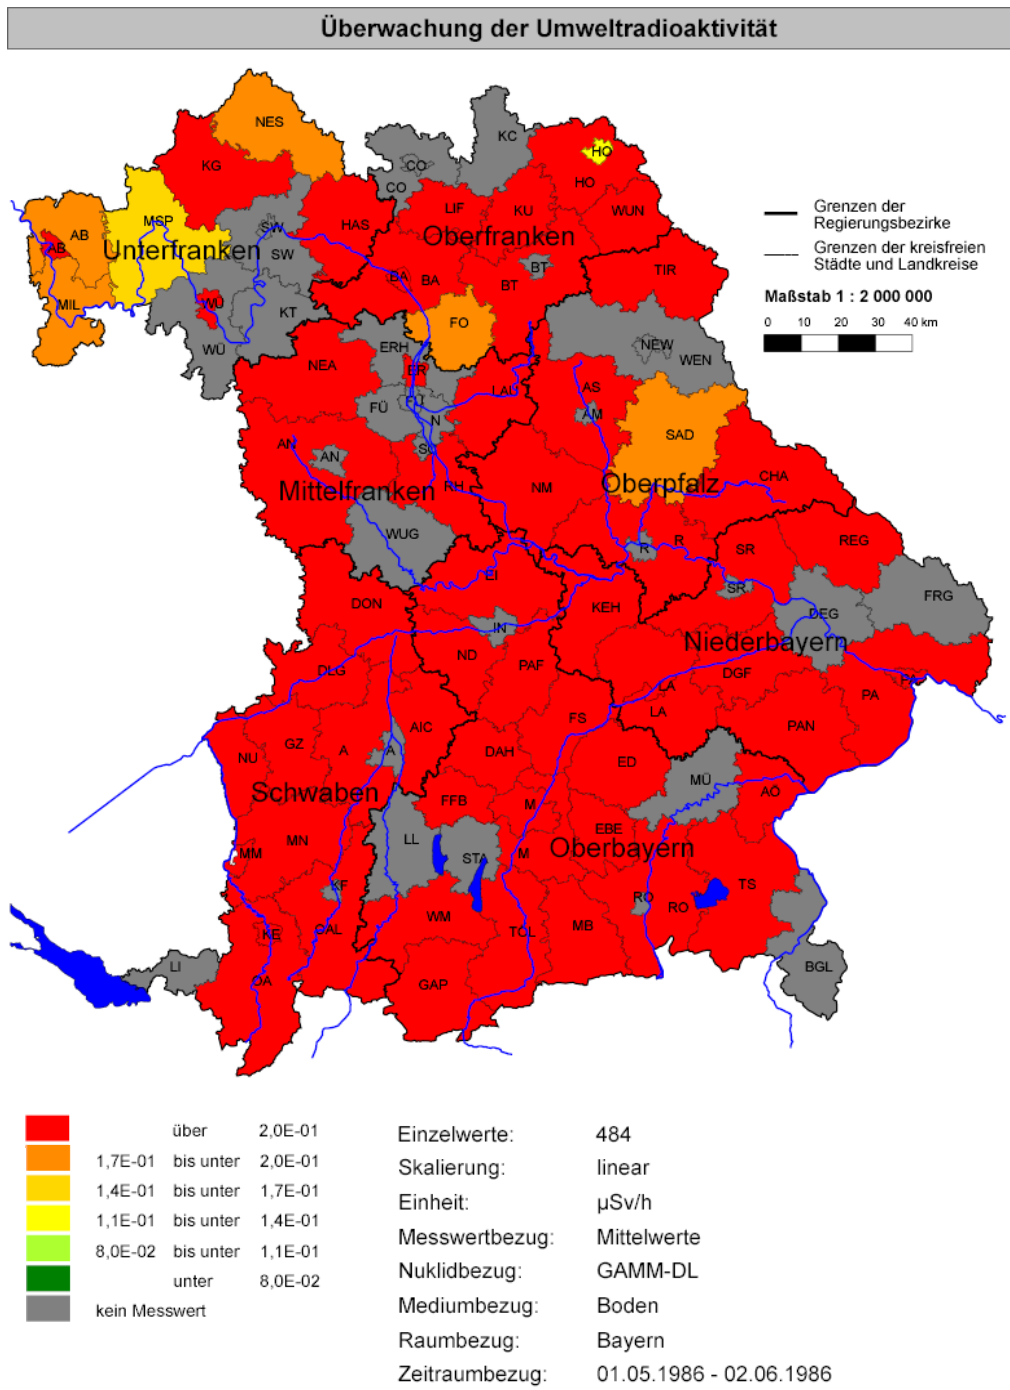 Überwachung der Umweltradioaktivität
NES
KC
KG
CO
HO
CO
HO
LIF
KU
WUN
HAS
MSP
AB
SW
AB
Unterfranken
Oberfranken
SW
BT
TIR
BA
BA
BT
MIL
WÜ
KT
FO
WÜ
ERH
NEW
WEN
NEA
ER
LAU
AS
FÜ
FÜ
AM
N
SAD
AN
SC
AN
Mittelfranken
RH
NM
Oberpfalz
CHA
WUG
R
R
SR
REG
EI
SR
FRG
DON
KEH
DEG
IN
Niederbayern
ND
PAF
DLG
DGF
LA
PA
PA
LA
FS
PAN
AIC
GZ
A
A
NU
DAH
ED
MÜ
Schwaben
FFB
M
AÖ
EBE
MN
LL
Oberbayern
MM
STA
M
KF
TS
RO
RO
WM
MB
KE
OAL
TÖL
LI
OA
GAP
BGL
Grenzen der
Regierungsbezirke
Grenzen der kreisfreien
Städte und Landkreise
Maßstab 1 : 2 000 000
0 10 20 30 40 km
über 2,0E-01
1,7E-01 bis unter 2,0E-01
1,4E-01 bis unter 1,7E-01
1,1E-01 bis unter 1,4E-01
8,0E-02 bis unter 1,1E-01
unter 8,0E-02
kein Messwert
Einzelwerte: 484
Skalierung: linear
Einheit: µSv/h
Messwertbezug: Mittelwerte
Nuklidbezug: GAMM-DL
Mediumbezug: Boden
Raumbezug: Bayern
Zeitraumbezug: 01.05.1986 - 02.06.1986